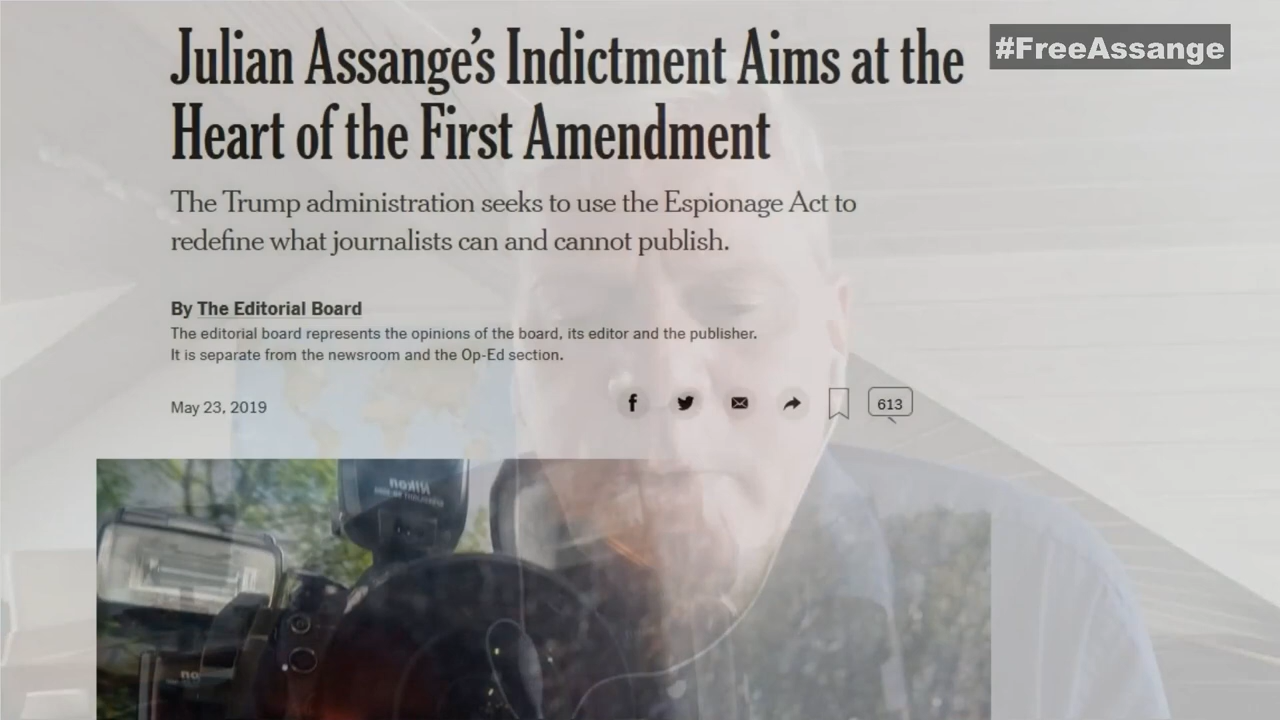 Julian Assange's Indictment Aims at the
#FreeAssange
Heart of the First Amendment
The Trump administration seeks to use the Espionage Act to
redefine what journalists can and cannot publish.
By The Editorial Board
The editorial board represents the opinions of the board, its editor and the publisher.
It is separate from the newsroom and the Op-Ed section.
May 23, 2019
613
Nikon